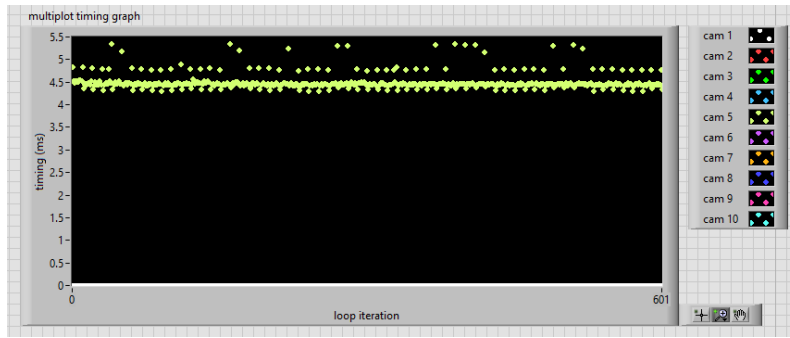 multiplot timing graph
5.5
5
4.5
4
3.5
3
2.5
2
1.5
1
0.5
0
timing (ms)
0
601
loop iteration
cam 1
cam 2
cam 3
cam 4
cam 5
cam 6
cam 7
cam 8
cam 9
cam 10